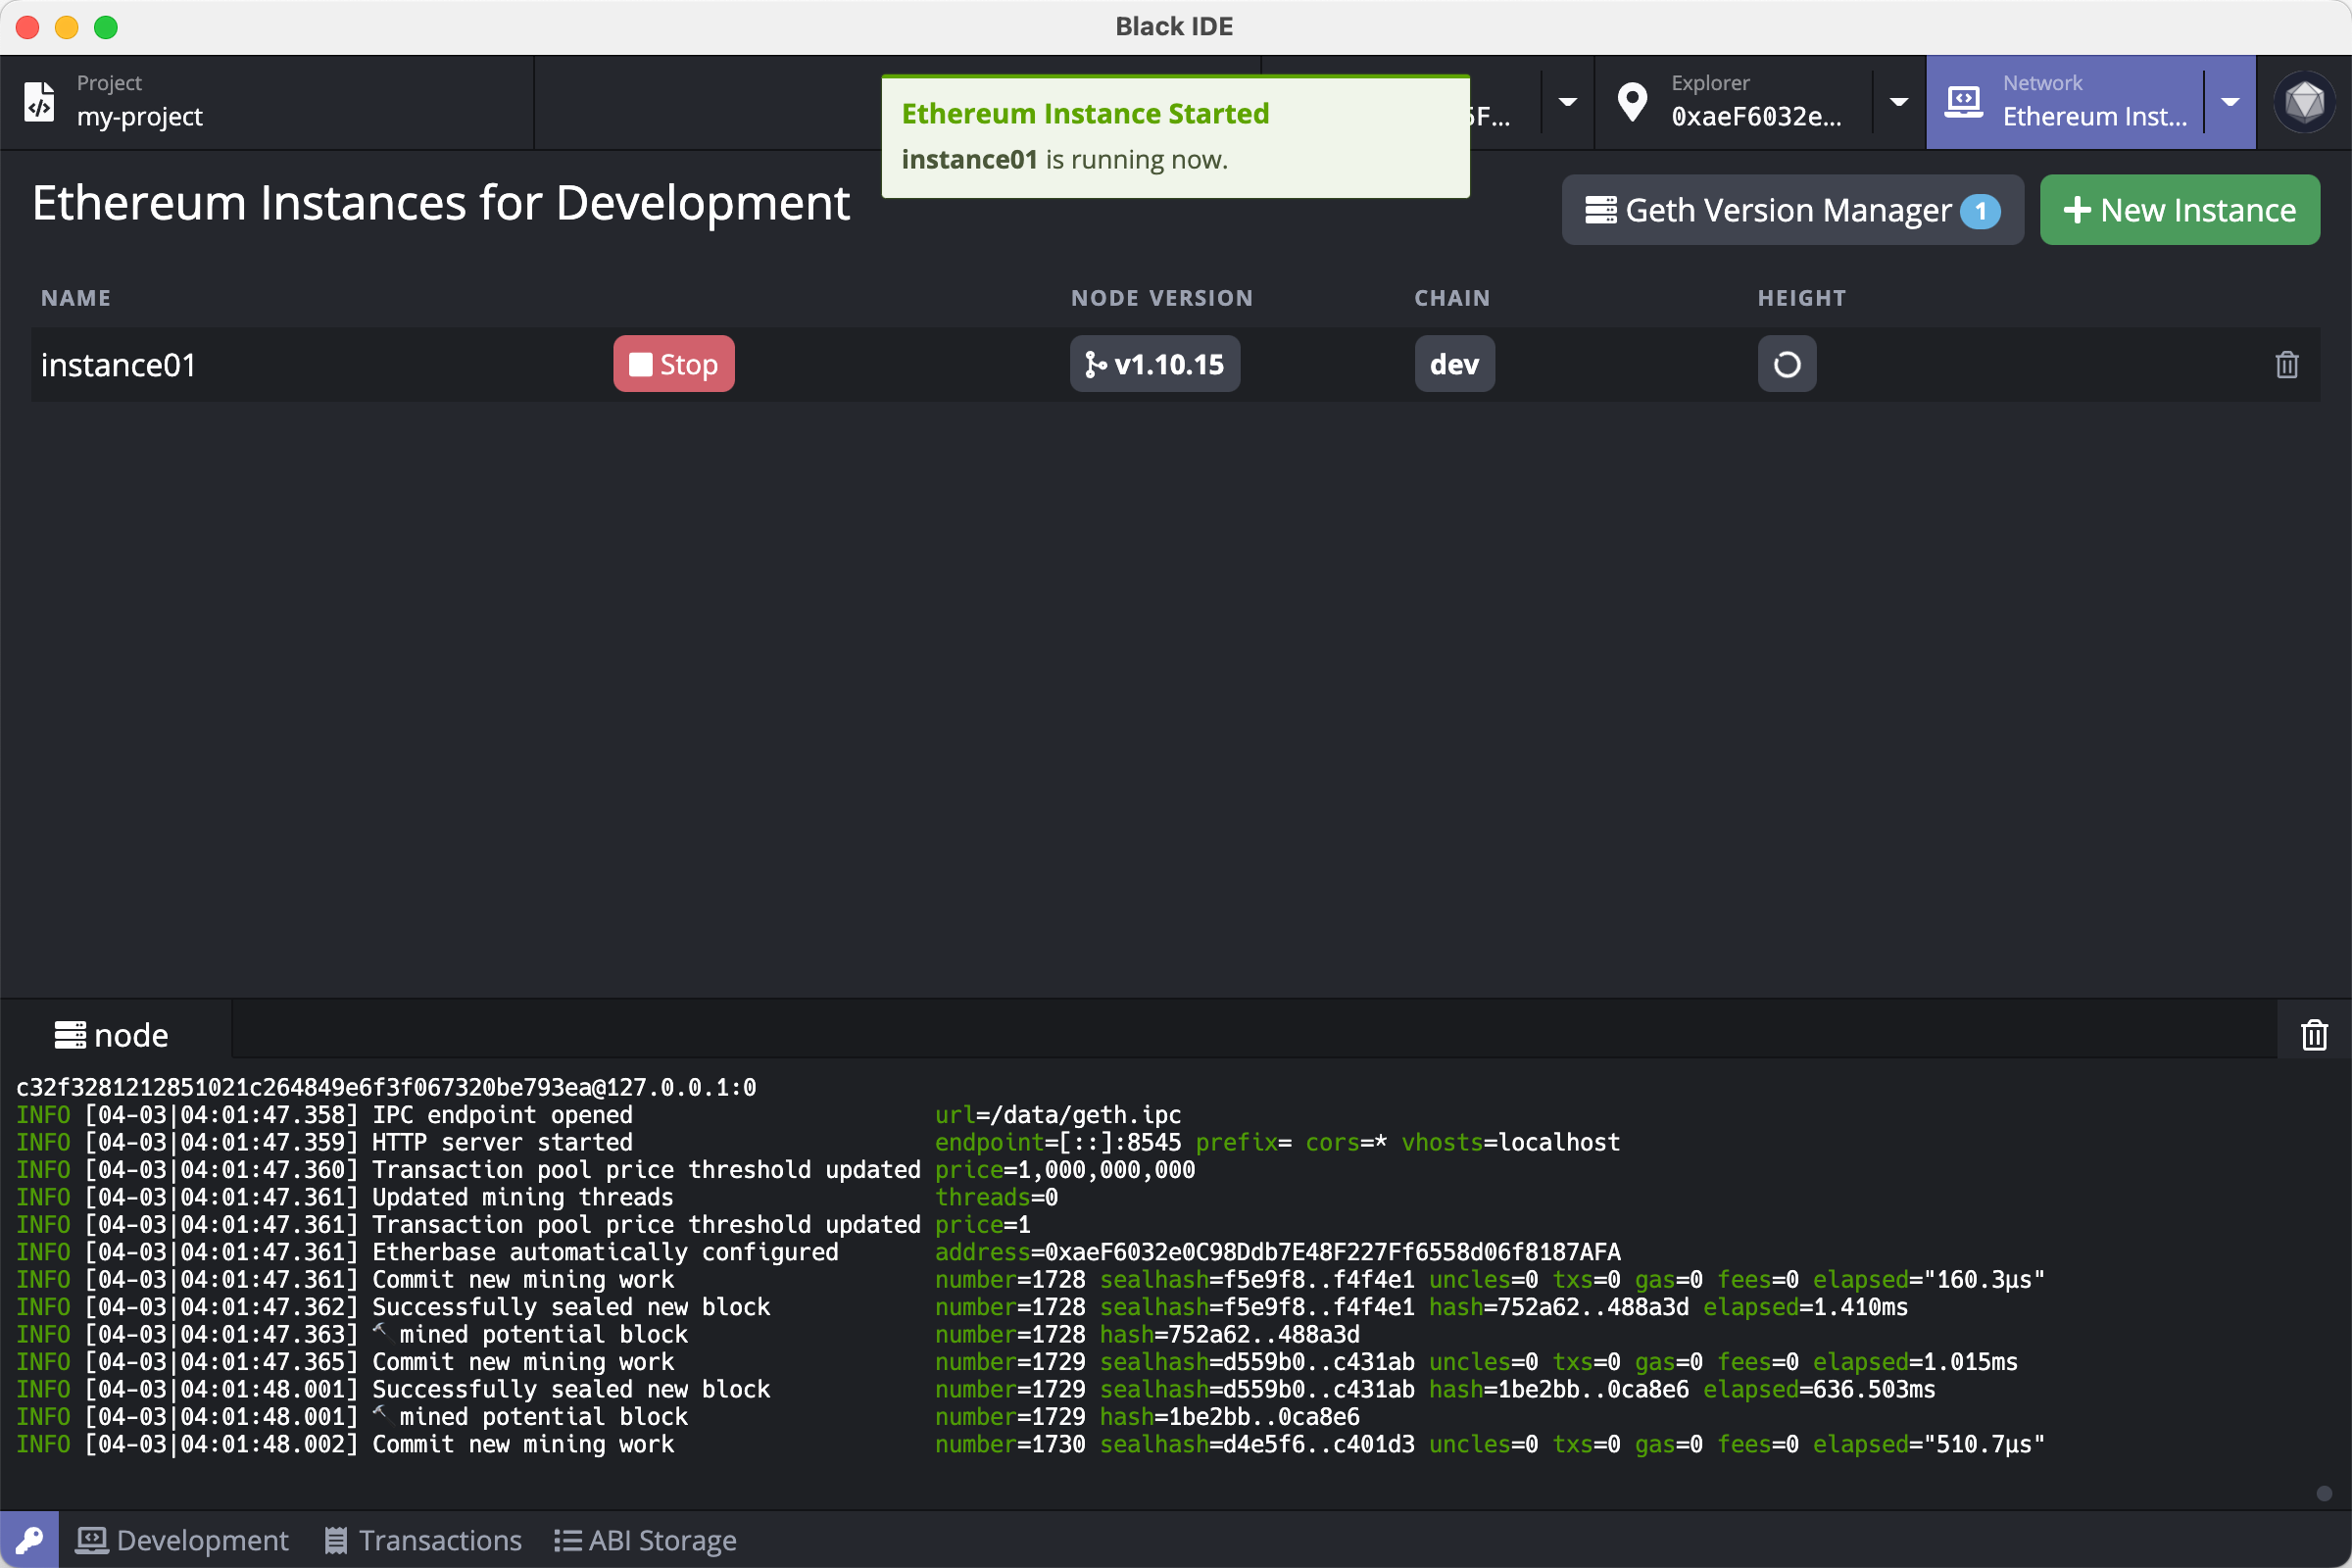 Black IDE
Project
my-project
Ethereum Instance Started
instance01 is running now.
5F...
Explorer
0xaeF6032e...
Network
Ethereum Inst...
Ethereum Instances for Development
Geth Version Manager 1
New Instance
NAME NODE VERSION CHAIN HEIGHT
instance01 Stop v1.10.15 dev
node
c32f3281212851021c264849e6f3f067320be793ea@127.0.0.1:0
INFO [04-03|04:01:47.358] IPC endpoint opened url=/data/geth.ipc
INFO [04-03|04:01:47.359] HTTP server started endpoint=[::]:8545 prefix= cors=* vhosts=localhost
INFO [04-03|04:01:47.360] Transaction pool price threshold updated price=1,000,000,000
INFO [04-03|04:01:47.361] Updated mining threads threads=0
INFO [04-03|04:01:47.361] Transaction pool price threshold updated price=1
INFO [04-03|04:01:47.361] Etherbase automatically configured address=0xaeF6032e0C98Ddb7E48F227Ff6558d06f8187AFA
INFO [04-03|04:01:47.361] Commit new mining work number=1728 sealhash=f5e9f8..f4f4e1 uncles=0 txs=0 gas=0 fees=0 elapsed="160.3µs"
INFO [04-03|04:01:47.362] Successfully sealed new block number=1728 sealhash=f5e9f8..f4f4e1 hash=752a62..488a3d elapsed=1.410ms
INFO [04-03|04:01:47.363] 🔨 mined potential block number=1728 hash=752a62..488a3d
INFO [04-03|04:01:47.365] Commit new mining work number=1729 sealhash=d559b0..c431ab uncles=0 txs=0 gas=0 fees=0 elapsed=1.015ms
INFO [04-03|04:01:48.001] Successfully sealed new block number=1729 sealhash=d559b0..c431ab hash=1be2bb..0ca8e6 elapsed=636.503ms
INFO [04-03|04:01:48.001] 🔨 mined potential block number=1729 hash=1be2bb..0ca8e6
INFO [04-03|04:01:48.002] Commit new mining work number=1730 sealhash=d4e5f6..c401d3 uncles=0 txs=0 gas=0 fees=0 elapsed="510.7µs"
Development Transactions ABI Storage